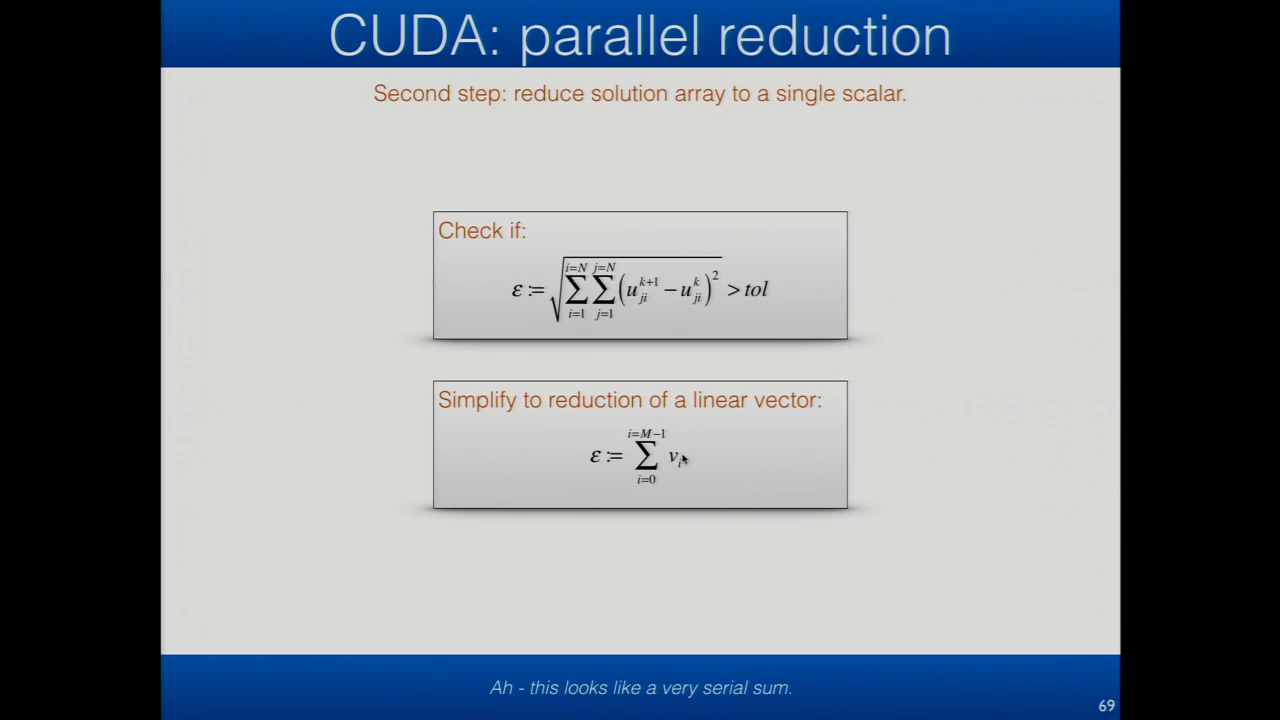 CUDA: parallel reduction
Second step: reduce solution array to a single scalar.
Check if:
ε := √(∑_{i=1}^{i=N} ∑_{j=1}^{j=N} (u_{ji}^{k+1} − u_{ji}^{k})^2) > tol
Simplify to reduction of a linear vector:
ε := ∑_{i=0}^{i=M−1} v_i
Ah - this looks like a very serial sum.
69